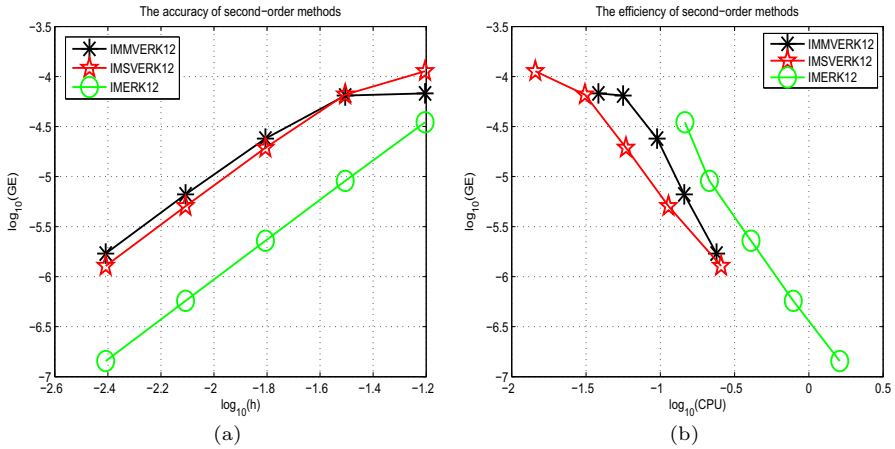 The accuracy of second−order methods
−3.5
−4
−4.5
−5
−5.5
−6
−6.5
−7
log10(GE)
IMMVERK12
IMSVERK12
IMERK12
−2.6 −2.4 −2.2 −2 −1.8 −1.6 −1.4 −1.2
log10(h)
(a)
The efficiency of second−order methods
−3.5
−4
−4.5
−5
−5.5
−6
−6.5
−7
log10(GE)
IMMVERK12
IMSVERK12
IMERK12
−2 −1.5 −1 −0.5 0 0.5
log10(CPU)
(b)